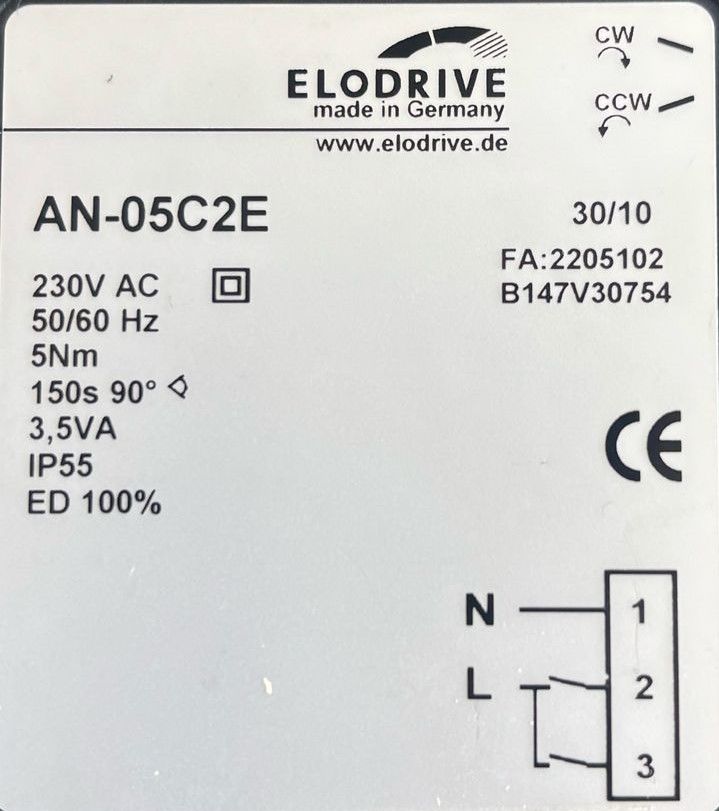 CW
ELODRIVE
made in Germany
CCW
www.elodrive.de
AN-05C2E
30/10
FA:2205102
B147V30754
230V AC
50/60 Hz
5Nm
150s 90°
3,5VA
IP55
ED 100%
CE
N 1
L 2
3